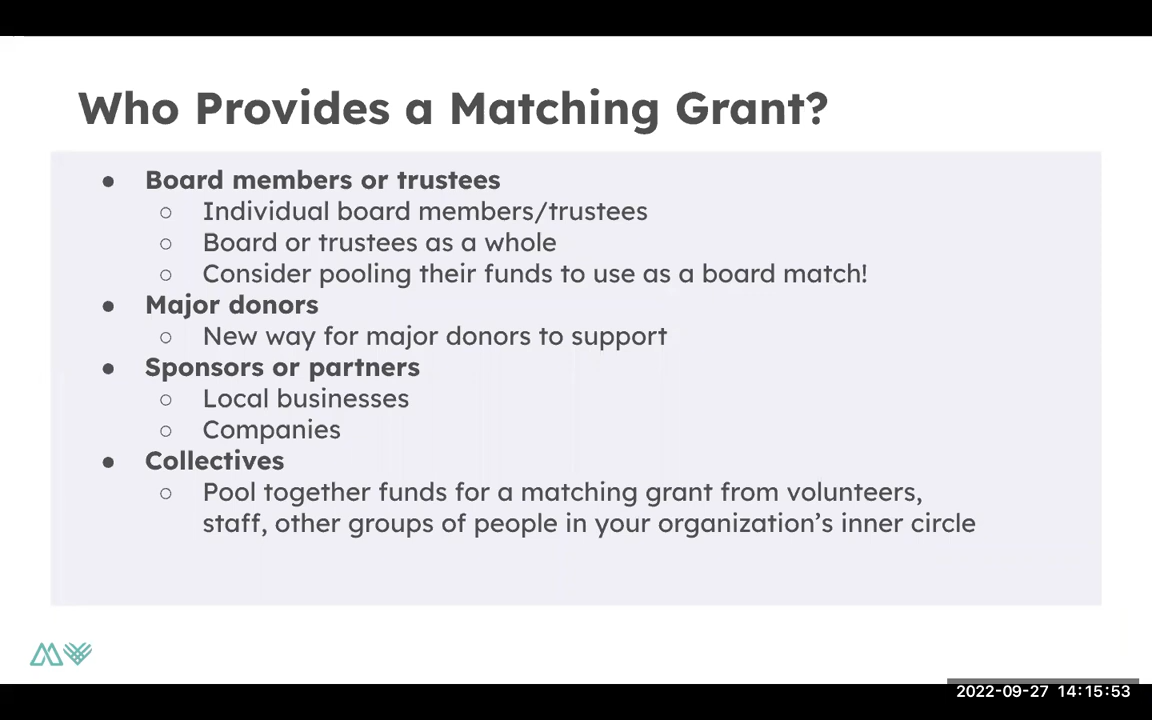 Who Provides a Matching Grant?
● Board members or trustees
○ Individual board members/trustees
○ Board or trustees as a whole
○ Consider pooling their funds to use as a board match!
● Major donors
○ New way for major donors to support
● Sponsors or partners
○ Local businesses
○ Companies
● Collectives
○ Pool together funds for a matching grant from volunteers,
staff, other groups of people in your organization’s inner circle
2022-09-27 14:15:53